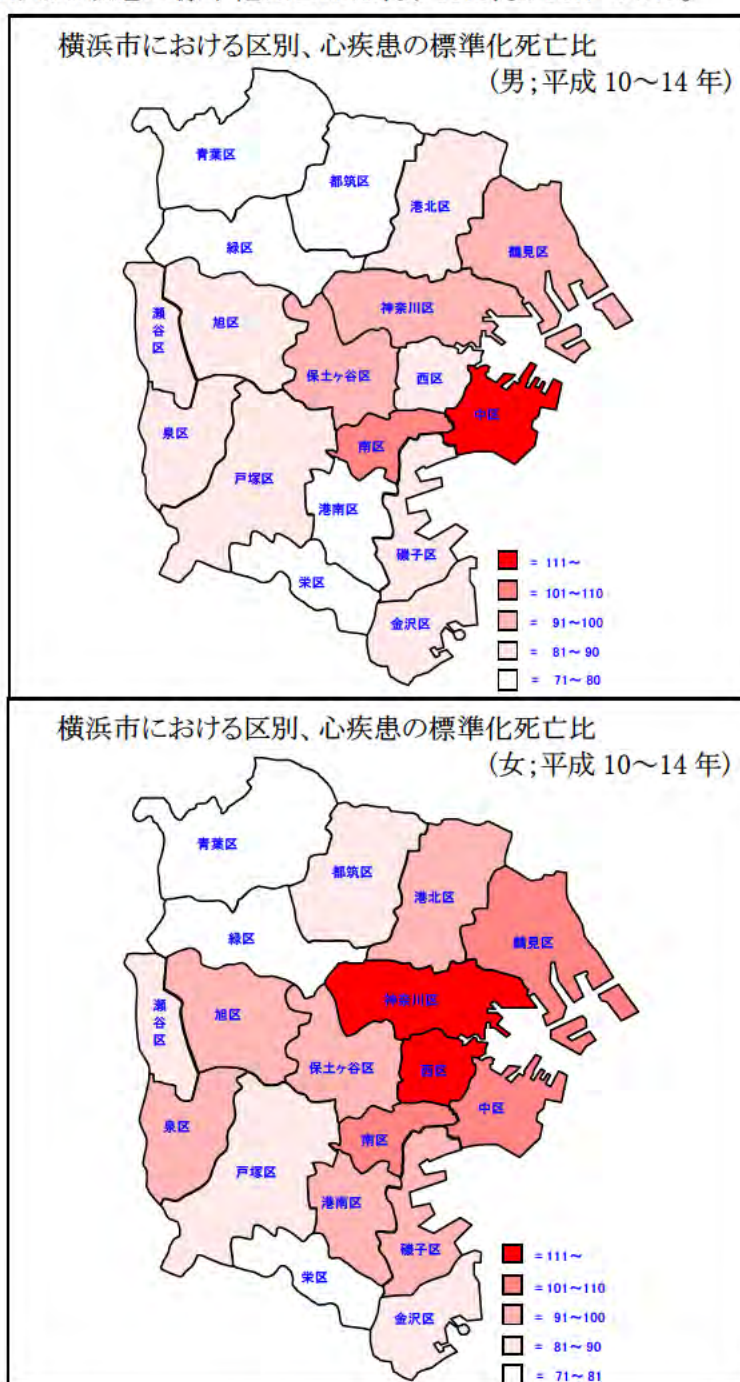 横浜市における区別、心疾患の標準化死亡比
(男;平成 10～14 年)
青葉区
都筑区
港北区
緑区
鶴見区
瀬谷区
旭区
神奈川区
保土ヶ谷区
西区
中区
泉区
南区
戸塚区
港南区
磯子区
栄区
金沢区
= 111～
= 101～110
= 91～100
= 81～ 90
= 71～ 80
横浜市における区別、心疾患の標準化死亡比
(女;平成 10～14 年)
青葉区
都筑区
港北区
緑区
鶴見区
瀬谷区
旭区
神奈川区
保土ヶ谷区
西区
中区
泉区
南区
戸塚区
港南区
磯子区
栄区
金沢区
= 111～
= 101～110
= 91～100
= 81～ 90
= 71～ 81